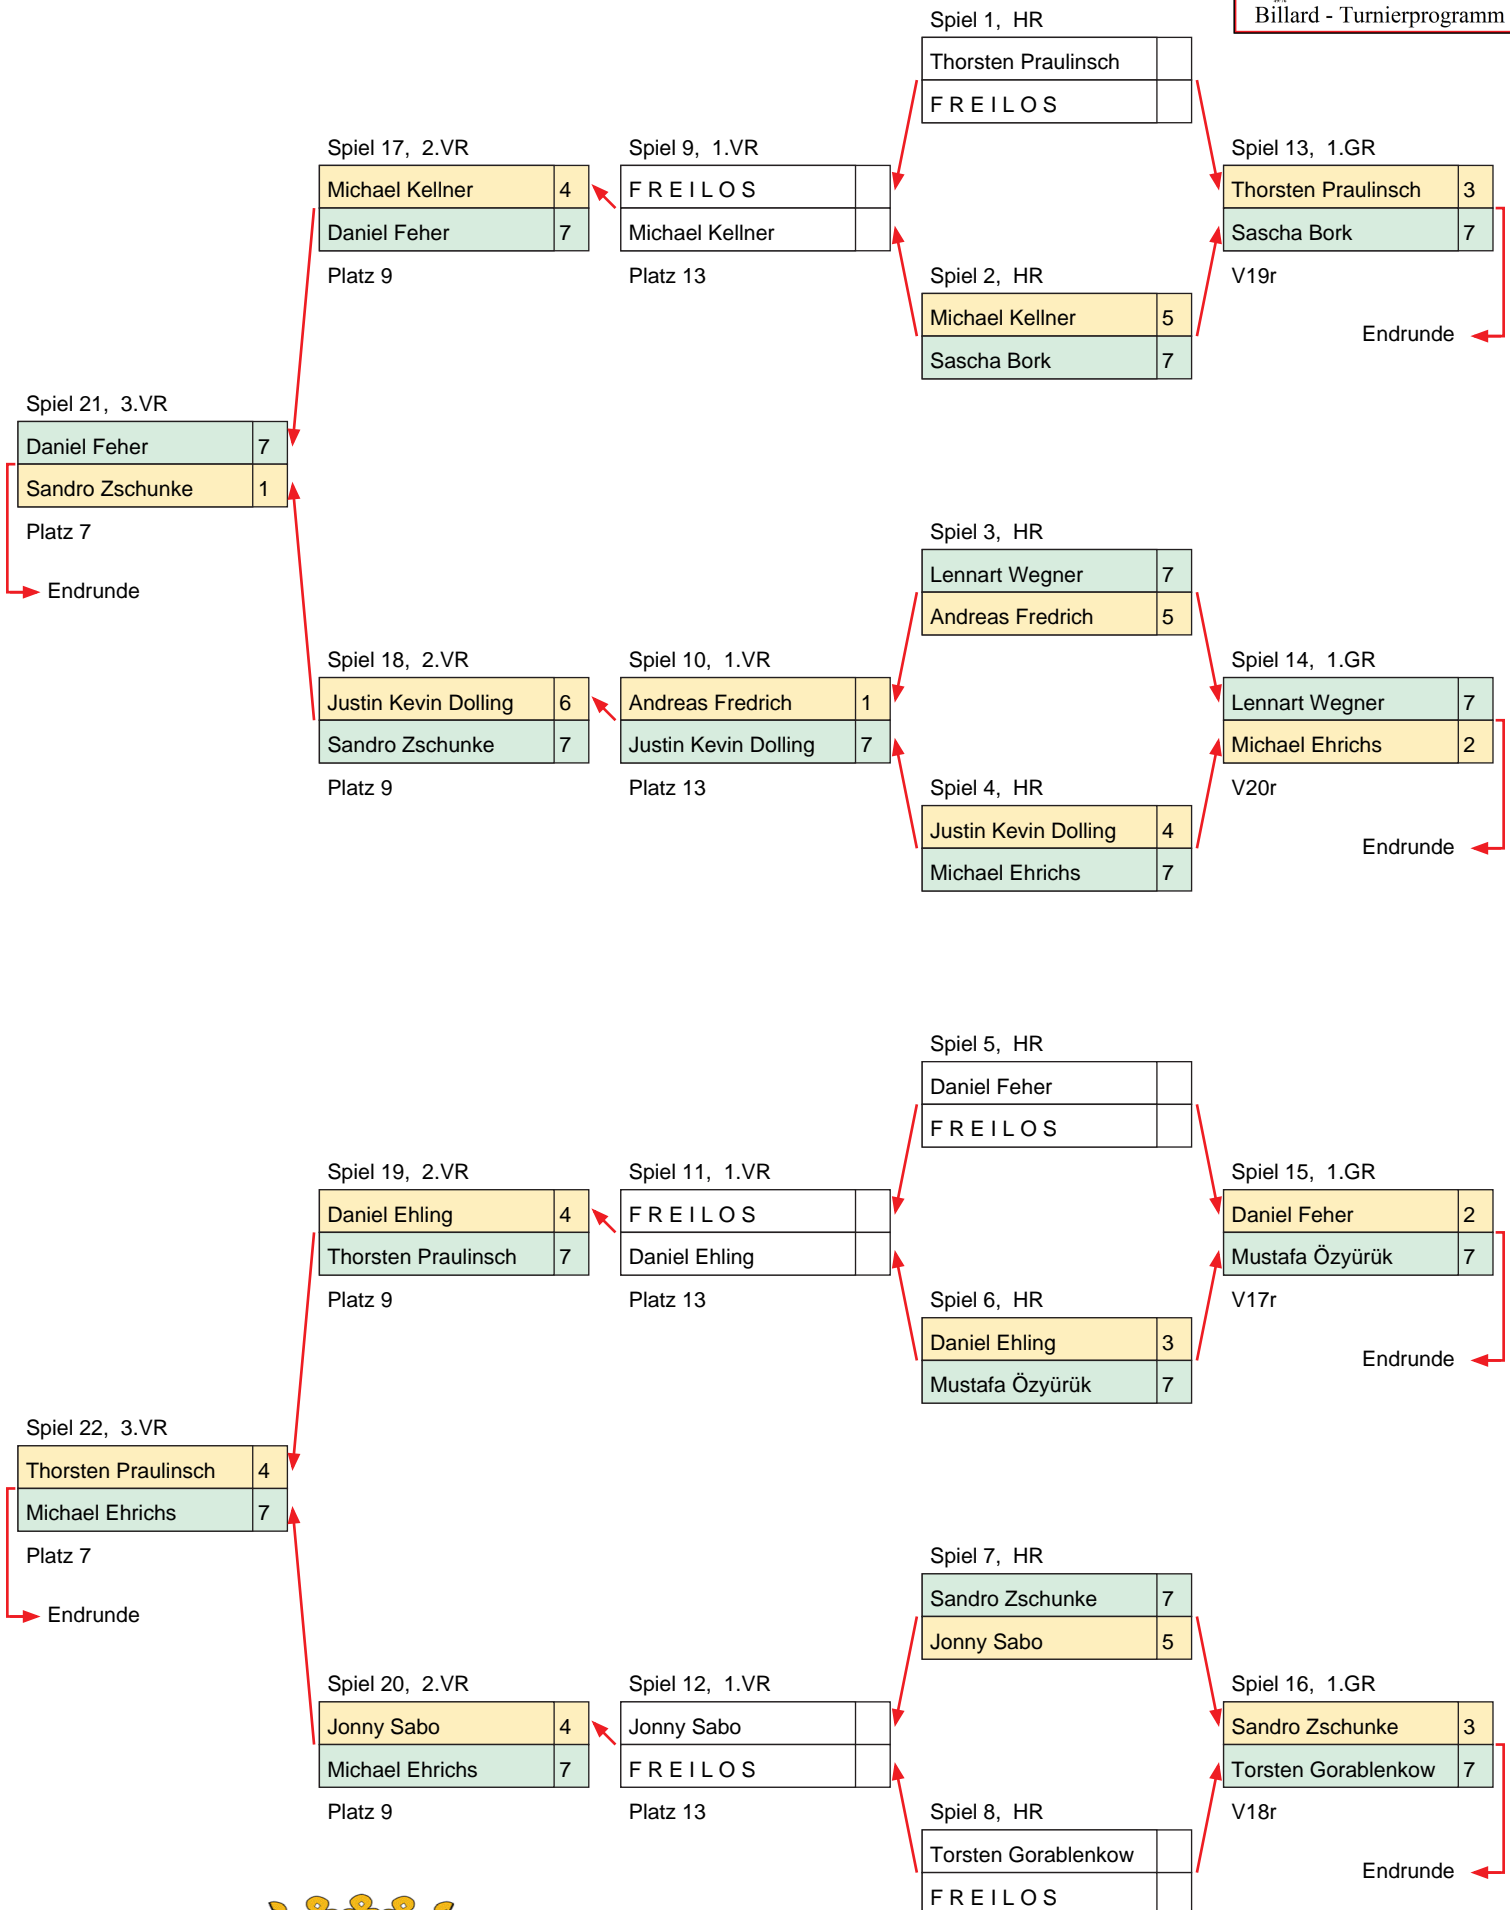 Billard - Turnierprogramm
Spiel 1, HR
Thorsten Praulinsch
F R E I L O S
Spiel 17, 2.VR
Michael Kellner 4
Daniel Feher 7
Platz 9
Spiel 9, 1.VR
F R E I L O S
Michael Kellner
Platz 13
Spiel 13, 1.GR
Thorsten Praulinsch 3
Sascha Bork 7
V19r
Endrunde
Spiel 2, HR
Michael Kellner 5
Sascha Bork 7
Spiel 21, 3.VR
Daniel Feher 7
Sandro Zschunke 1
Platz 7
Endrunde
Spiel 3, HR
Lennart Wegner 7
Andreas Fredrich 5
Spiel 18, 2.VR
Justin Kevin Dolling 6
Sandro Zschunke 7
Platz 9
Spiel 10, 1.VR
Andreas Fredrich 1
Justin Kevin Dolling 7
Platz 13
Spiel 14, 1.GR
Lennart Wegner 7
Michael Ehrichs 2
V20r
Endrunde
Spiel 4, HR
Justin Kevin Dolling 4
Michael Ehrichs 7
Spiel 5, HR
Daniel Feher
F R E I L O S
Spiel 19, 2.VR
Daniel Ehling 4
Thorsten Praulinsch 7
Platz 9
Spiel 11, 1.VR
F R E I L O S
Daniel Ehling
Platz 13
Spiel 15, 1.GR
Daniel Feher 2
Mustafa Özyürük 7
V17r
Endrunde
Spiel 6, HR
Daniel Ehling 3
Mustafa Özyürük 7
Spiel 22, 3.VR
Thorsten Praulinsch 4
Michael Ehrichs 7
Platz 7
Endrunde
Spiel 7, HR
Sandro Zschunke 7
Jonny Sabo 5
Spiel 20, 2.VR
Jonny Sabo 4
Michael Ehrichs 7
Platz 9
Spiel 12, 1.VR
Jonny Sabo
F R E I L O S
Platz 13
Spiel 16, 1.GR
Sandro Zschunke 3
Torsten Gorablenkow 7
V18r
Endrunde
Spiel 8, HR
Torsten Gorablenkow
F R E I L O S